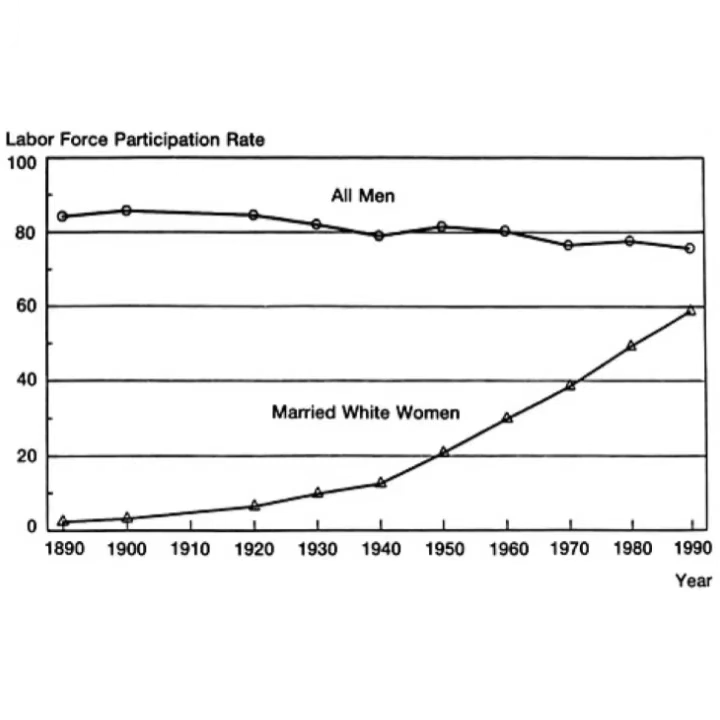 Labor Force Participation Rate
100
All Men
80
60
40
Married White Women
20
0
1890 1900 1910 1920 1930 1940 1950 1960 1970 1980 1990
Year